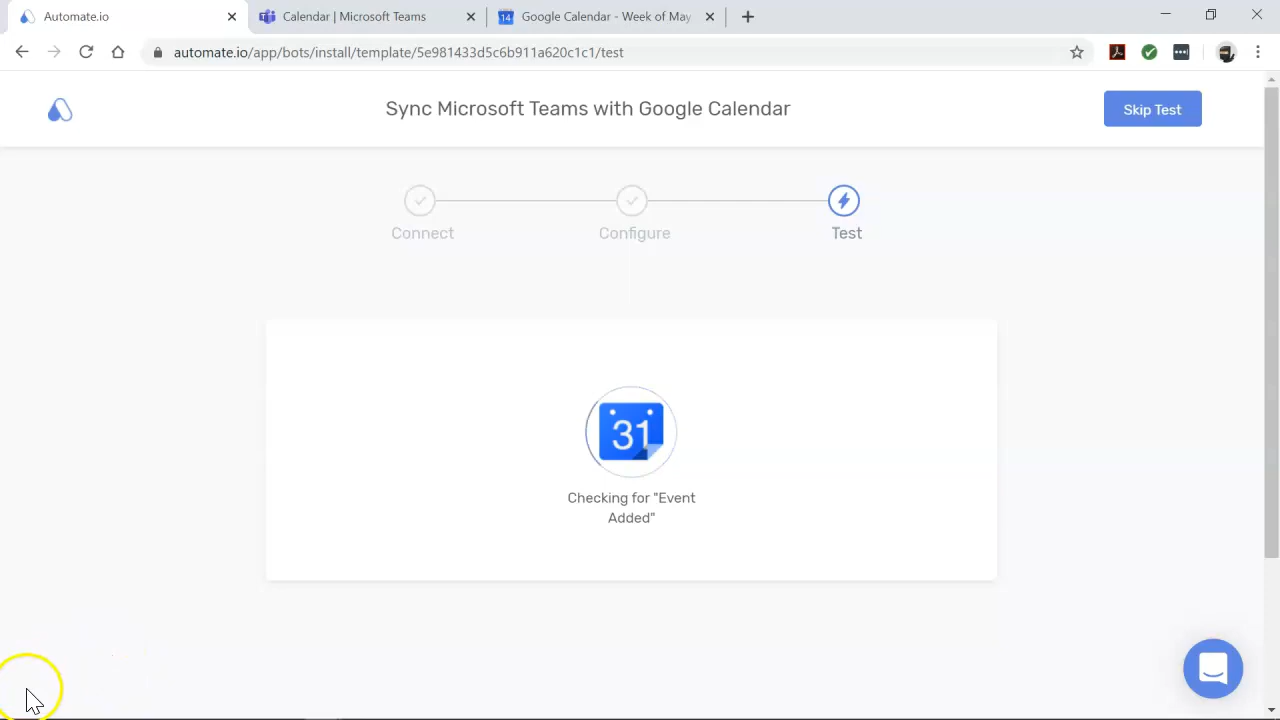 Automate.io
Calendar | Microsoft Teams
14
Google Calendar - Week of May
automate.io/app/bots/install/template/5e981433d5c6b911a620c1c1/test
Sync Microsoft Teams with Google Calendar
Skip Test
Connect
Configure
Test
31
Checking for "Event
Added"